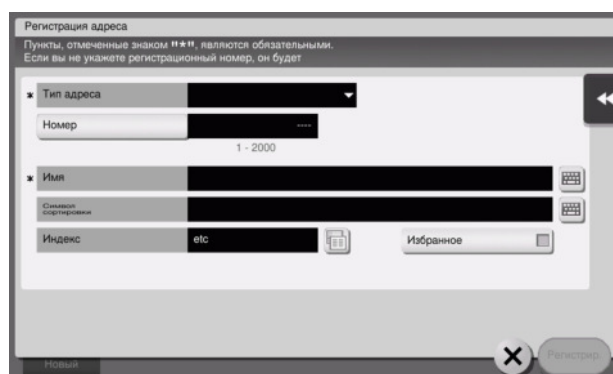 Регистрация адреса
Пункты, отмеченные знаком "*", являются обязательными.
Если вы не укажете регистрационный номер, он будет
* Тип адреса
Номер ----
1 - 2000
* Имя
Символ
сортировки
Индекс etc Избранное
Новый Регистрир.